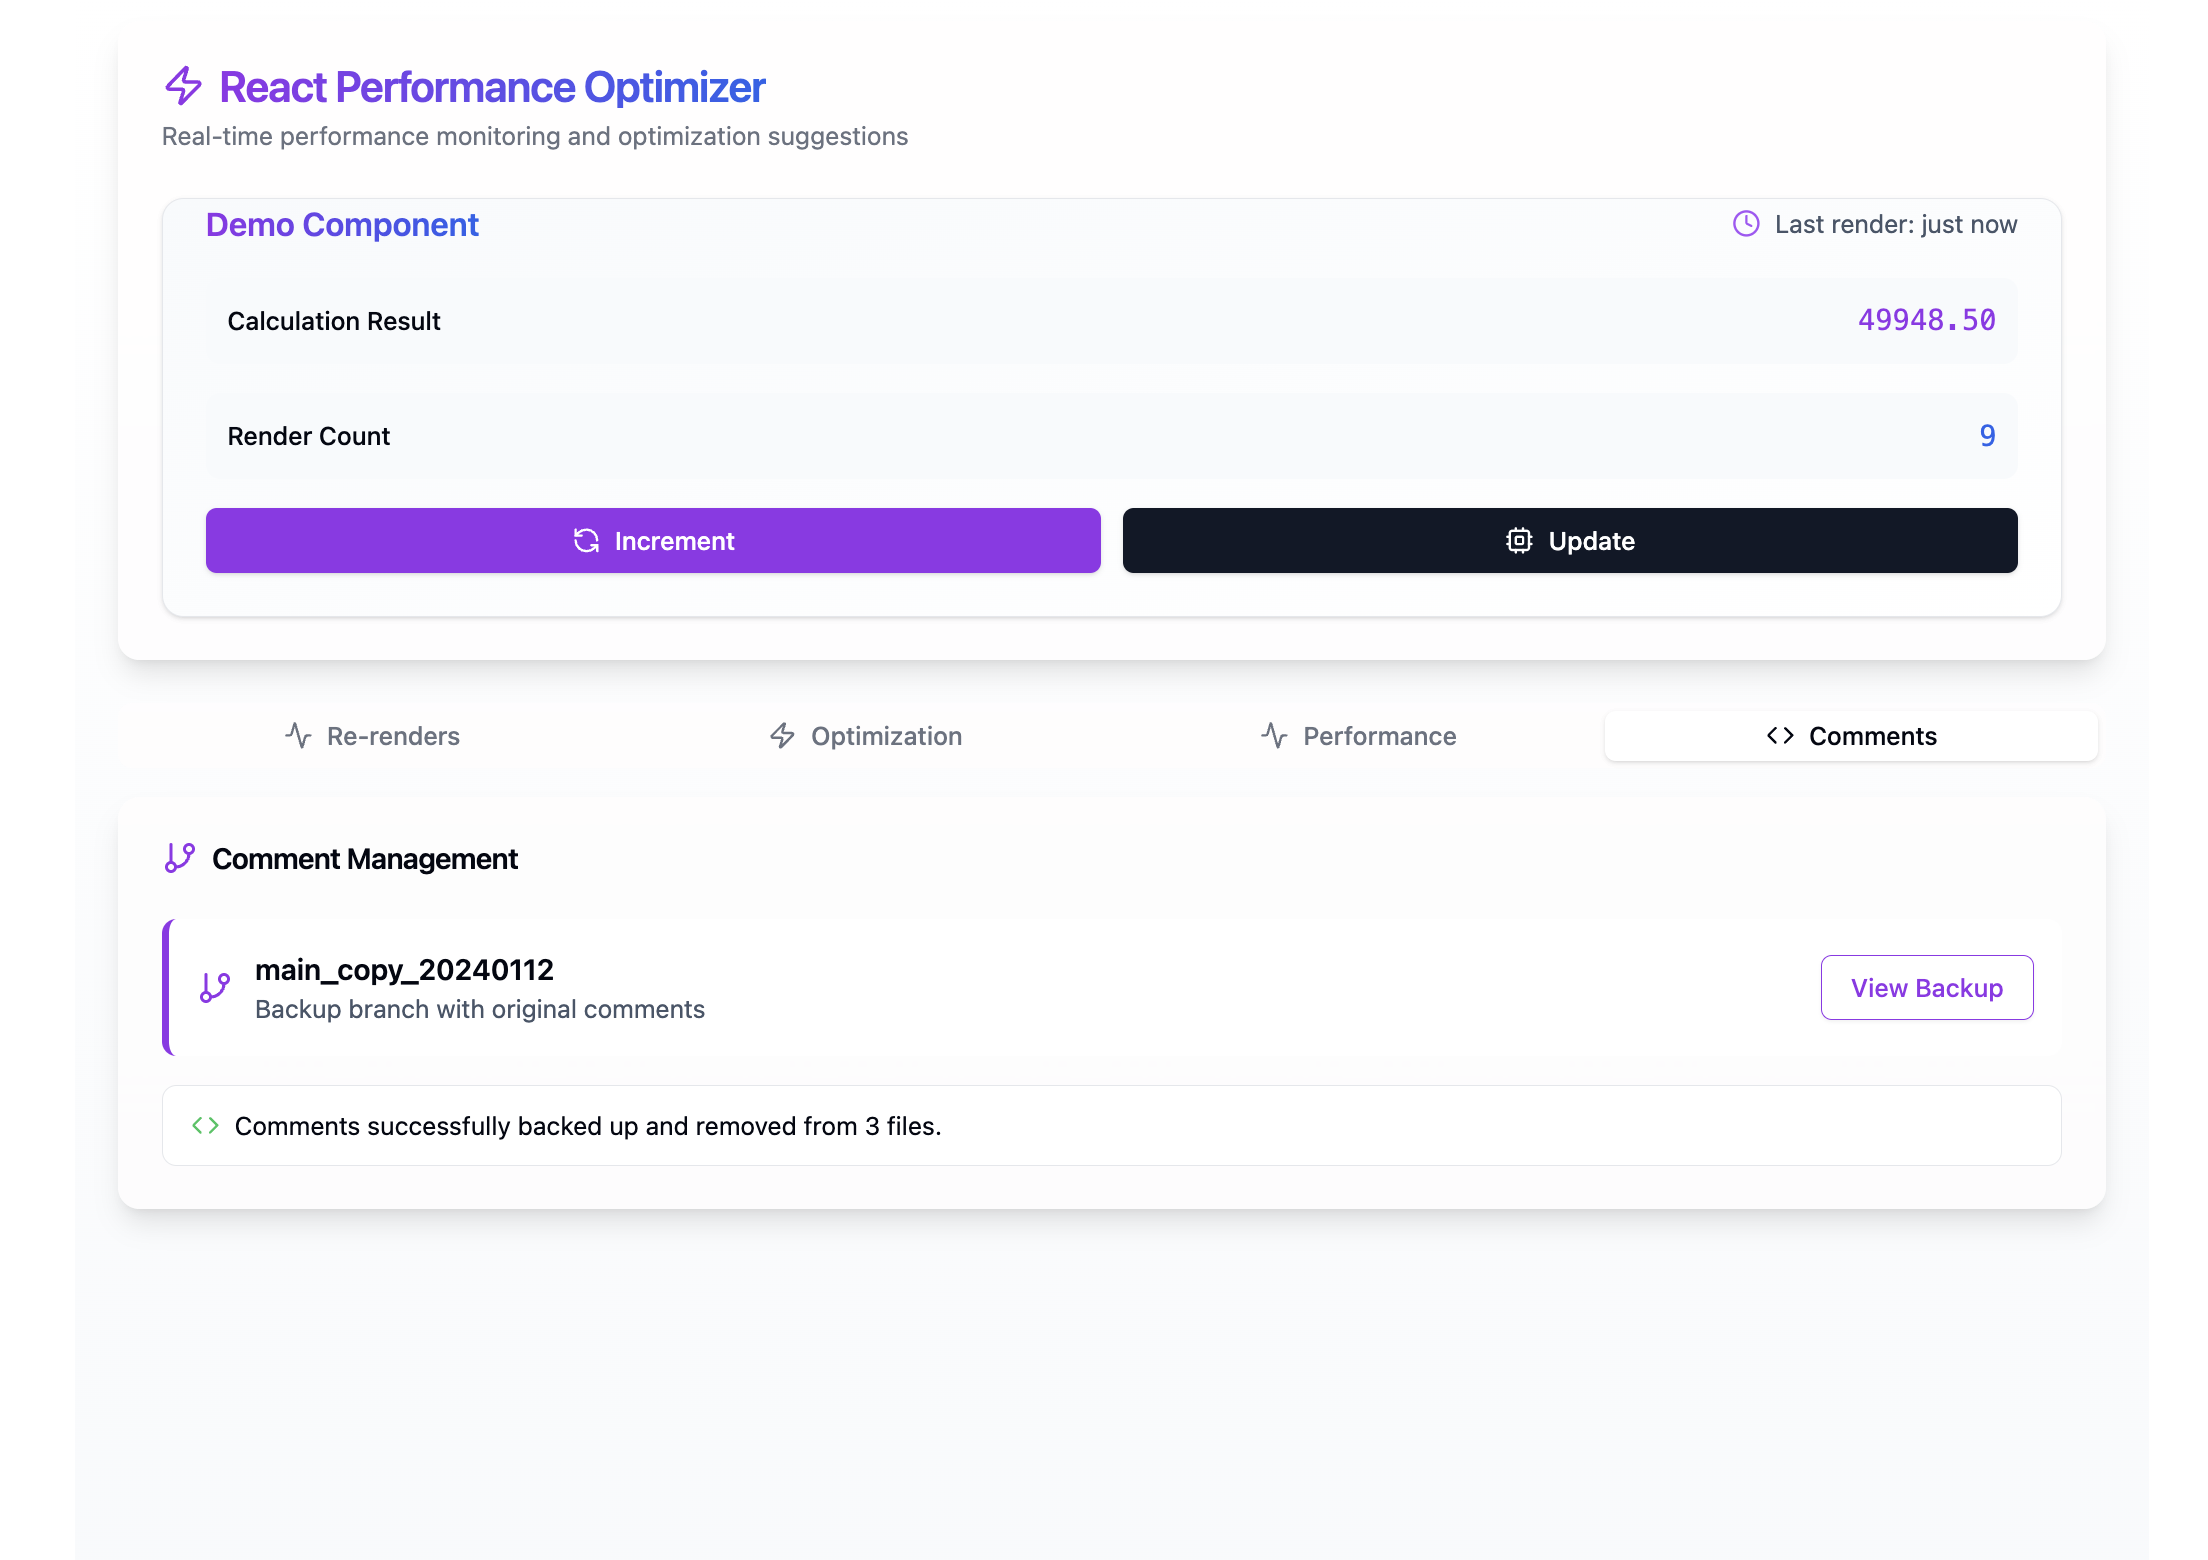 React Performance Optimizer
Real-time performance monitoring and optimization suggestions
Demo Component
Last render: just now
Calculation Result
49948.50
Render Count
9
Increment
Update
Re-renders
Optimization
Performance
Comments
Comment Management
main_copy_20240112
Backup branch with original comments
View Backup
Comments successfully backed up and removed from 3 files.